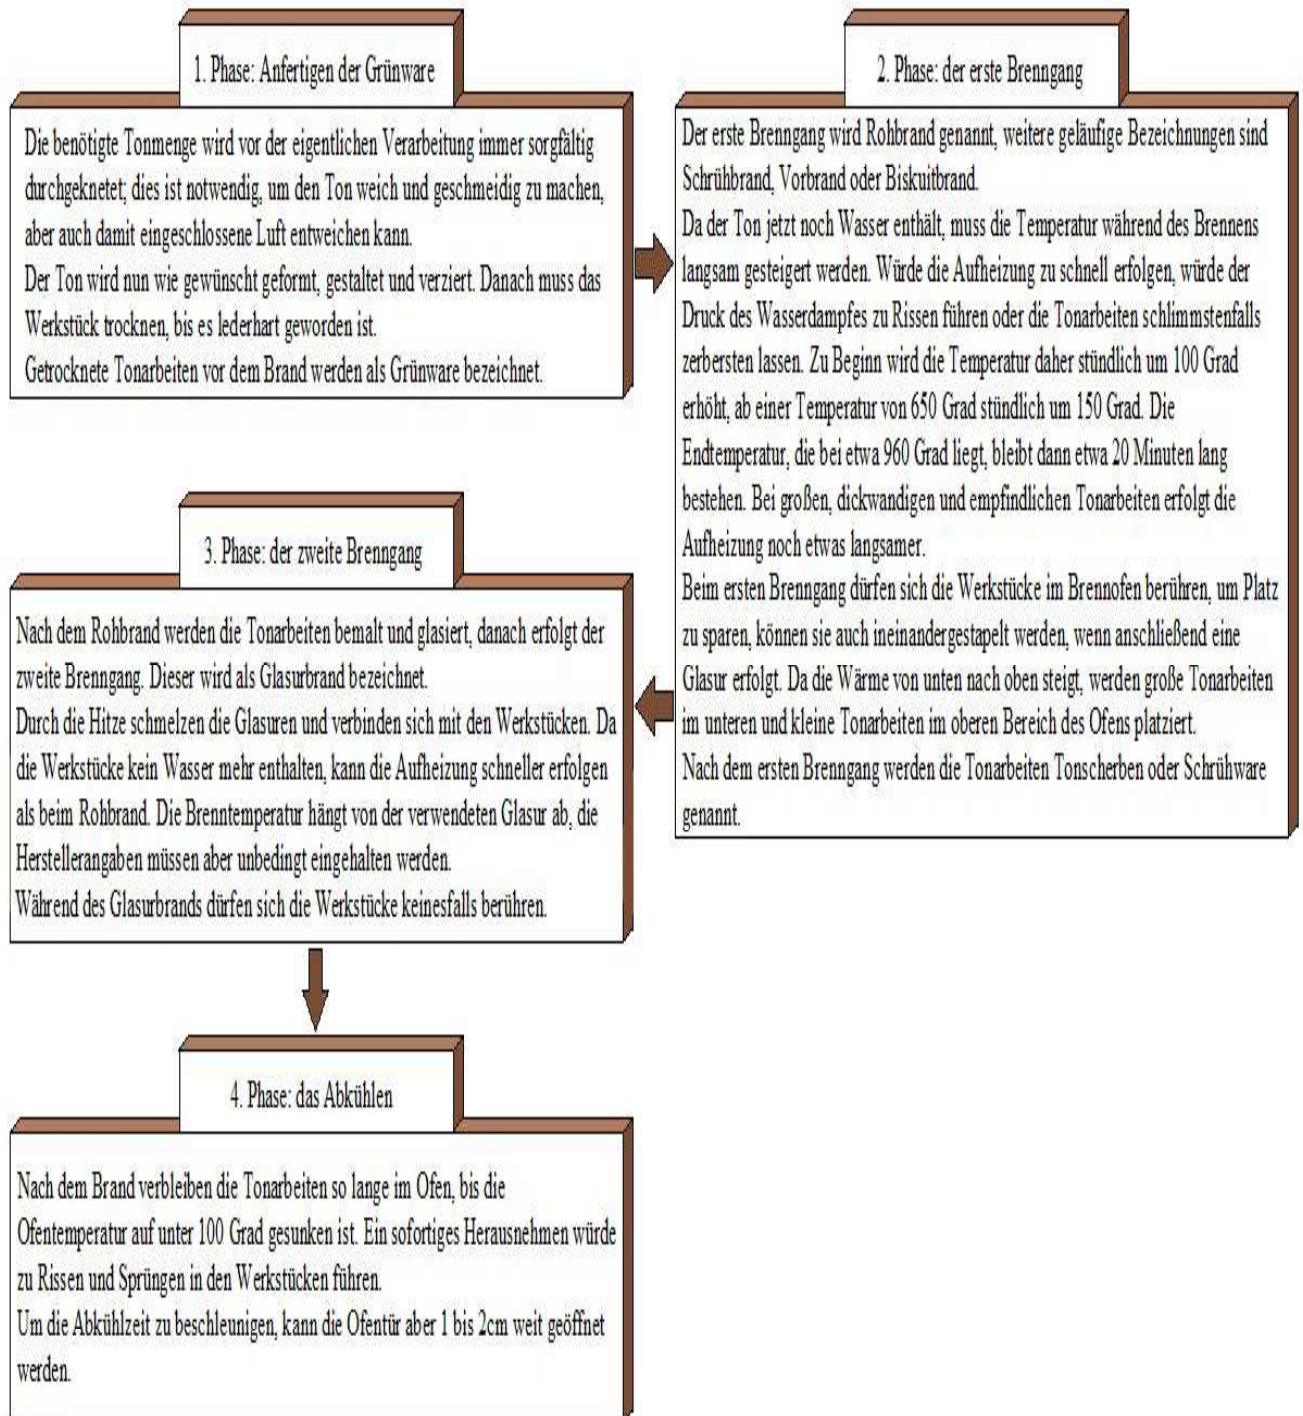 1. Phase: Anfertigen der Grünware
Die benötigte Tonmenge wird vor der eigentlichen Verarbeitung immer sorgfältig
durchgeknetet; dies ist notwendig, um den Ton weich und geschmeidig zu machen,
aber auch damit eingeschlossene Luft entweichen kann.
Der Ton wird nun wie gewünscht geformt, gestaltet und verziert. Danach muss das
Werkstück trocknen, bis es lederhart geworden ist.
Getrocknete Tonarbeiten vor dem Brand werden als Grünware bezeichnet.
2. Phase: der erste Brenngang
Der erste Brenngang wird Rohbrand genannt, weitere geläufige Bezeichnungen sind
Schrühbrand, Vorbrand oder Biskuitbrand.
Da der Ton jetzt noch Wasser enthält, muss die Temperatur während des Brennens
langsam gesteigert werden. Würde die Aufheizung zu schnell erfolgen, würde der
Druck des Wasserdampfes zu Rissen führen oder die Tonarbeiten schlimmstenfalls
zerbersten lassen. Zu Beginn wird die Temperatur daher stündlich um 100 Grad
erhöht, ab einer Temperatur von 650 Grad stündlich um 150 Grad. Die
Endtemperatur, die bei etwa 960 Grad liegt, bleibt dann etwa 20 Minuten lang
bestehen. Bei großen, dickwandigen und empfindlichen Tonarbeiten erfolgt die
Aufheizung noch etwas langsamer.
Beim ersten Brenngang dürfen sich die Werkstücke im Brennofen berühren, um Platz
zu sparen, können sie auch ineinandergestapelt werden, wenn anschließend eine
Glasur erfolgt. Da die Wärme von unten nach oben steigt, werden große Tonarbeiten
im unteren und kleine Tonarbeiten im oberen Bereich des Ofens platziert.
Nach dem ersten Brenngang werden die Tonarbeiten Tonscherben oder Schrühware
genannt.
3. Phase: der zweite Brenngang
Nach dem Rohbrand werden die Tonarbeiten bemalt und glasiert, danach erfolgt der
zweite Brenngang. Dieser wird als Glasurbrand bezeichnet.
Durch die Hitze schmelzen die Glasuren und verbinden sich mit den Werkstücken. Da
die Werkstücke kein Wasser mehr enthalten, kann die Aufheizung schneller erfolgen
als beim Rohbrand. Die Brenntemperatur hängt von der verwendeten Glasur ab, die
Herstellerangaben müssen aber unbedingt eingehalten werden.
Während des Glasurbrands dürfen sich die Werkstücke keinesfalls berühren.
4. Phase: das Abkühlen
Nach dem Brand verbleiben die Tonarbeiten so lange im Ofen, bis die
Ofentemperatur auf unter 100 Grad gesunken ist. Ein sofortiges Herausnehmen würde
zu Rissen und Sprüngen in den Werkstücken führen.
Um die Abkühlzeit zu beschleunigen, kann die Ofentür aber 1 bis 2cm weit geöffnet
werden.